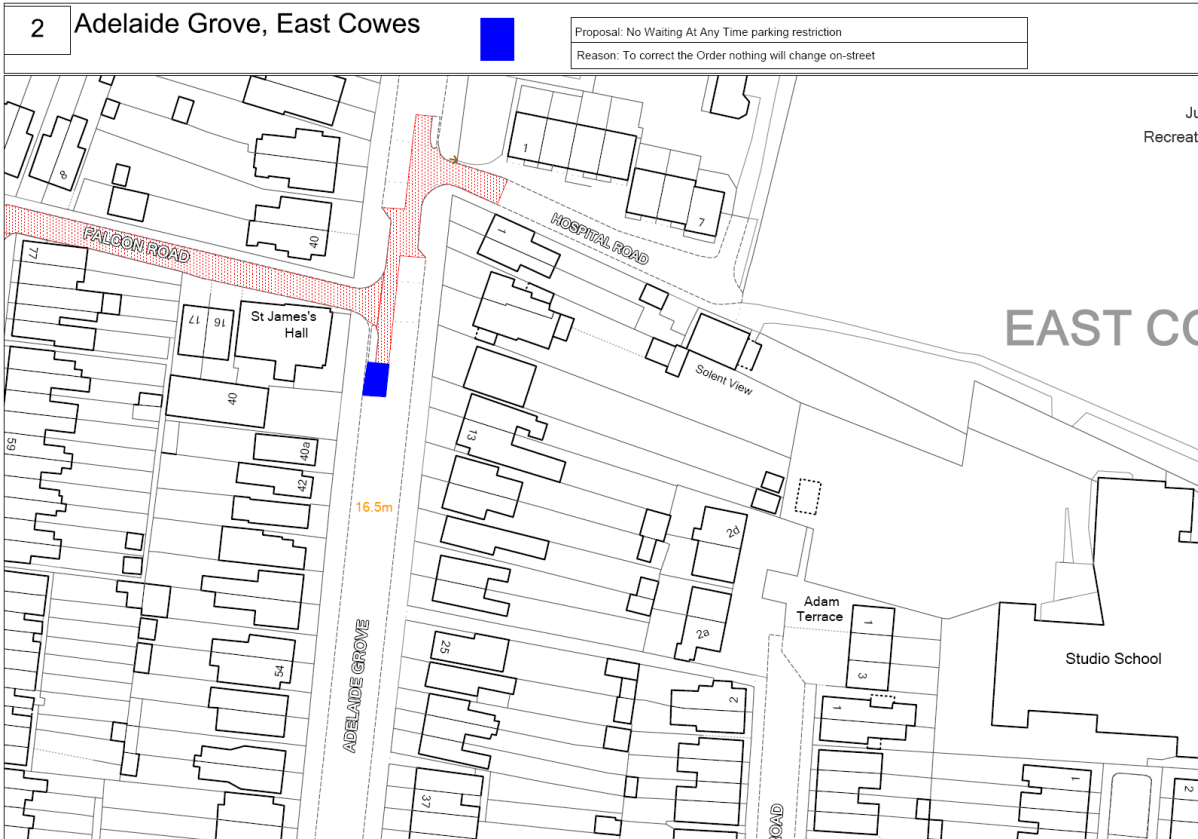 2
Adelaide Grove, East Cowes
Proposal: No Waiting At Any Time parking restriction
Reason: To correct the Order nothing will change on-street
Ju
Recreat
1
8
7
HOSPITAL ROAD
FALCON ROAD
40
1
77
St James's
Hall
17
16
EAST CO
Solent View
40
13
59
40a
42
16.5m
2d
Adam
Terrace
1
2a
ADELAIDE GROVE
25
Studio School
54
3
2
1
37
1
2
OAD